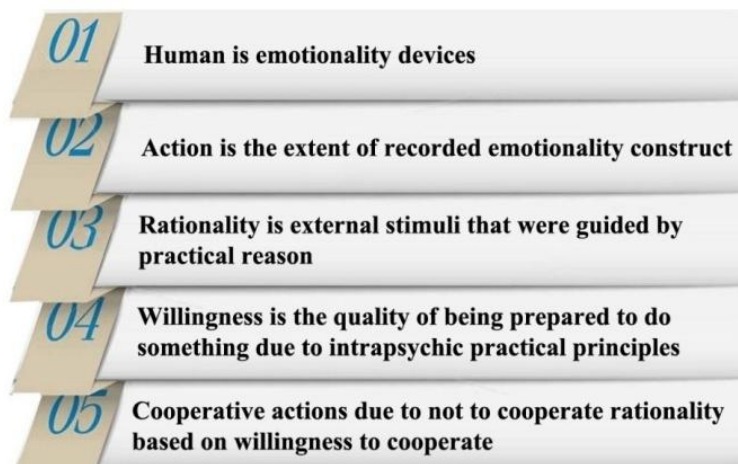 01
Human is emotionality devices
02
Action is the extent of recorded emotionality construct
03
Rationality is external stimuli that were guided by
practical reason
04
Willingness is the quality of being prepared to do
something due to intrapsychic practical principles
05
Cooperative actions due to not to cooperate rationality
based on willingness to cooperate